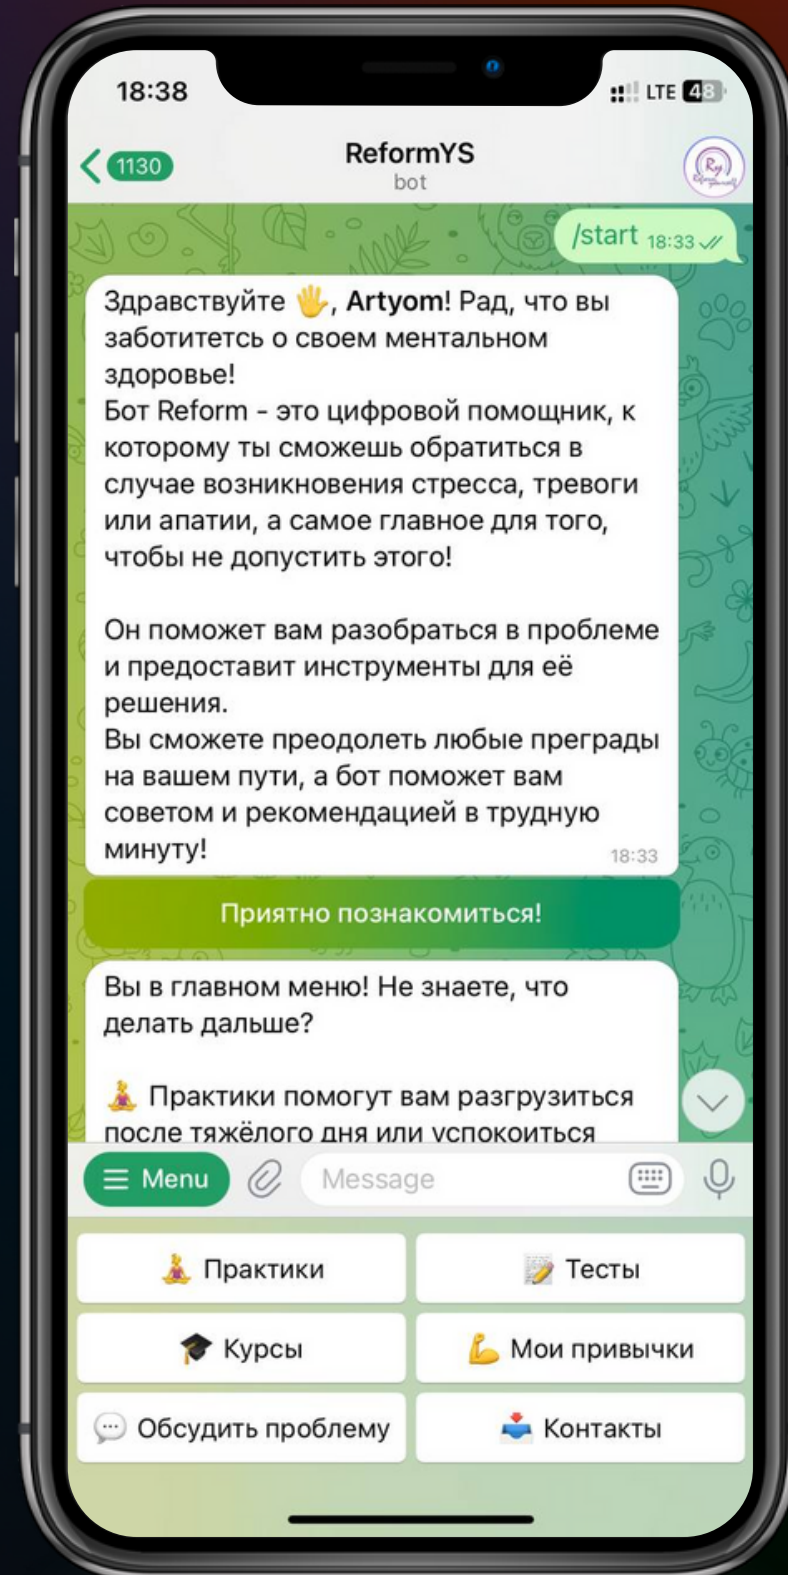 18:38
LTE 48
1130
ReformYS
bot
/start 18:33
Здравствуйте 🖐, Artyom! Рад, что вы
заботитетсь о своем ментальном
здоровье!
Бот Reform - это цифровой помощник, к
которому ты сможешь обратиться в
случае возникновения стресса, тревоги
или апатии, а самое главное для того,
чтобы не допустить этого!
Он поможет вам разобраться в проблеме
и предоставит инструменты для её
решения.
Вы сможете преодолеть любые преграды
на вашем пути, а бот поможет вам
советом и рекомендацией в трудную
минуту!
18:33
Приятно познакомиться!
Вы в главном меню! Не знаете, что
делать дальше?
🧘 Практики помогут вам разгрузиться
после тяжёлого дня или успокоиться
Menu
Message
🧘 Практики
📝 Тесты
🎓 Курсы
💪 Мои привычки
💬 Обсудить проблему
📥 Контакты